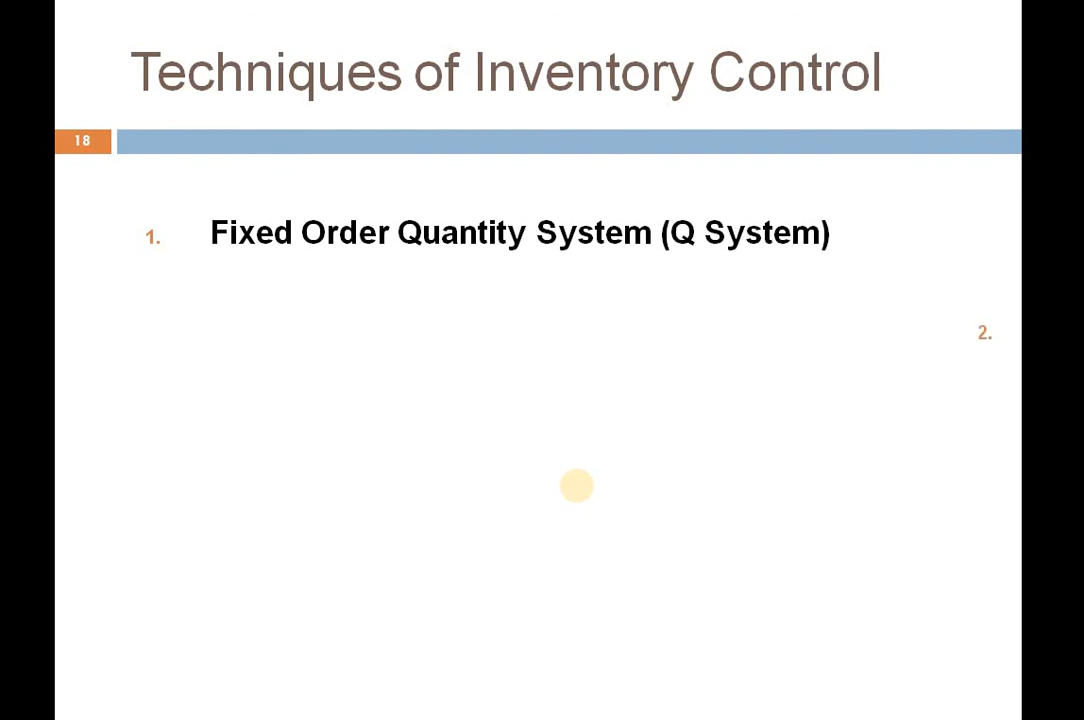 Techniques of Inventory Control
18
1. Fixed Order Quantity System (Q System)
2.